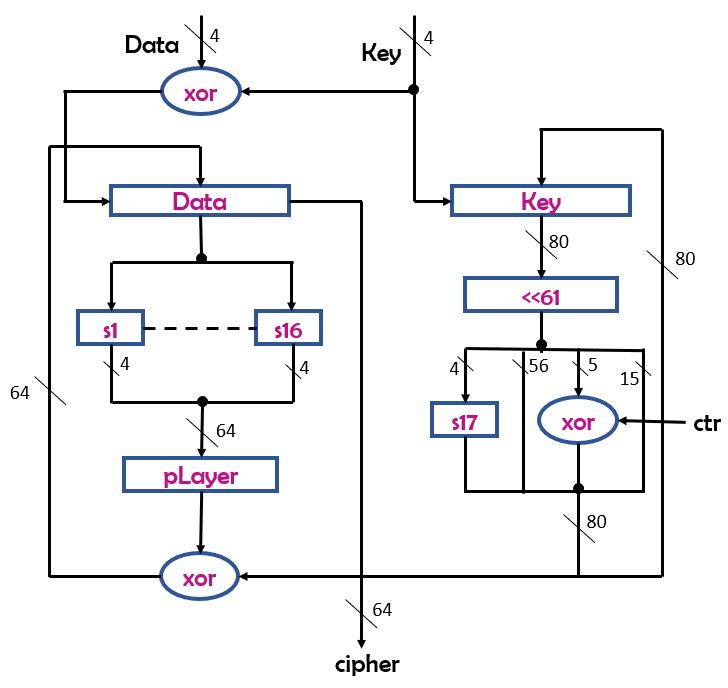 Data
4
Key
4
xor
Data
Key
80
80
<<61
s1
s16
4
4
4
56
5
15
64
s17
xor
ctr
64
pLayer
80
xor
64
cipher